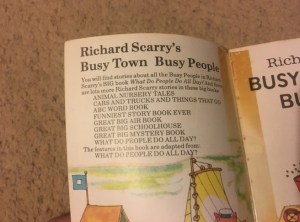 Richard Scarry's
Busy Town Busy People
You will find stories about all the Busy People in Richard
Scarry's BIG book What Do People Do All Day? And there
are lots more Richard Scarry stories in these big books:
ANIMAL NURSERY TALES
CARS AND TRUCKS AND THINGS THAT GO
ABC WORD BOOK
FUNNIEST STORY BOOK EVER
GREAT BIG AIR BOOK
GREAT BIG SCHOOLHOUSE
GREAT BIG MYSTERY BOOK
WHAT DO PEOPLE DO ALL DAY?
The features in this book are adapted from:
WHAT DO PEOPLE DO ALL DAY?
Rich
BUSY
BU